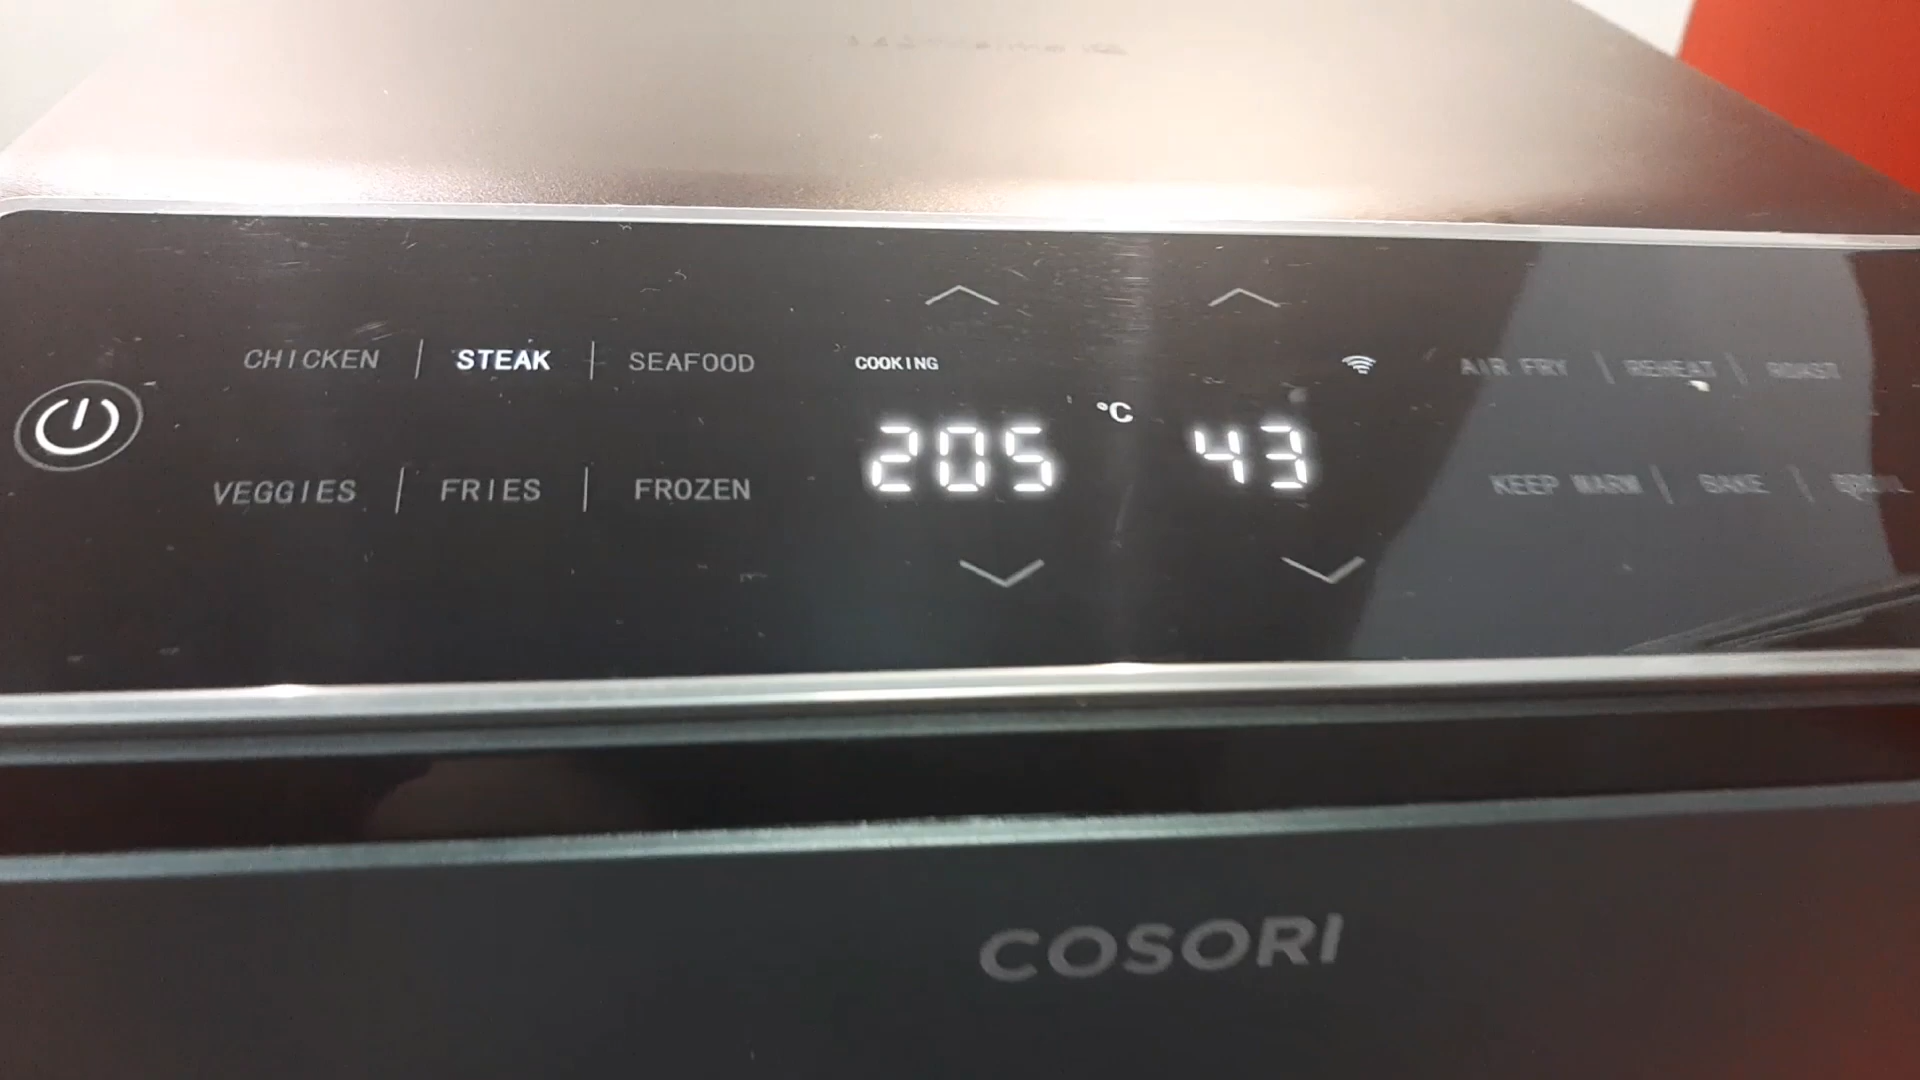 CHICKEN | STEAK | SEAFOOD
COOKING
AIR FRY | REHEAT | ROAST
°C
205 43
VEGGIES | FRIES | FROZEN
KEEP WARM | BAKE | BROIL
COSORI